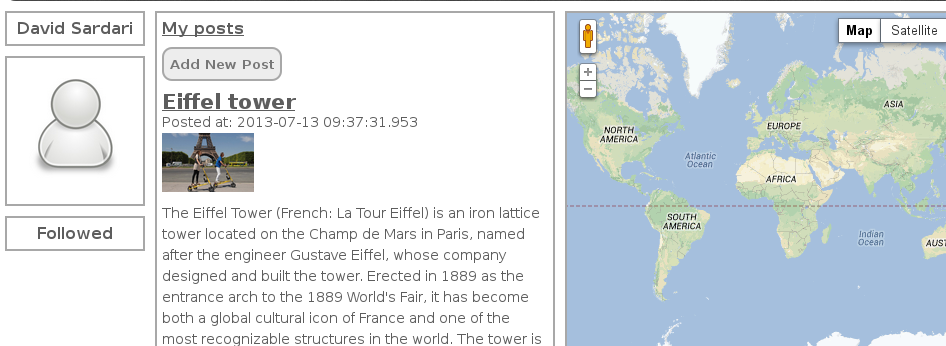 David Sardari
Followed
My posts
Add New Post
Eiffel tower
Posted at: 2013-07-13 09:37:31.953
The Eiffel Tower (French: La Tour Eiffel) is an iron lattice
tower located on the Champ de Mars in Paris, named
after the engineer Gustave Eiffel, whose company
designed and built the tower. Erected in 1889 as the
entrance arch to the 1889 World's Fair, it has become
both a global cultural icon of France and one of the
most recognizable structures in the world. The tower is
Map Satellite
+
−
NORTH
AMERICA
Atlantic
Ocean
EUROPE
ASIA
AFRICA
SOUTH
AMERICA
Indian
Ocean
AUST